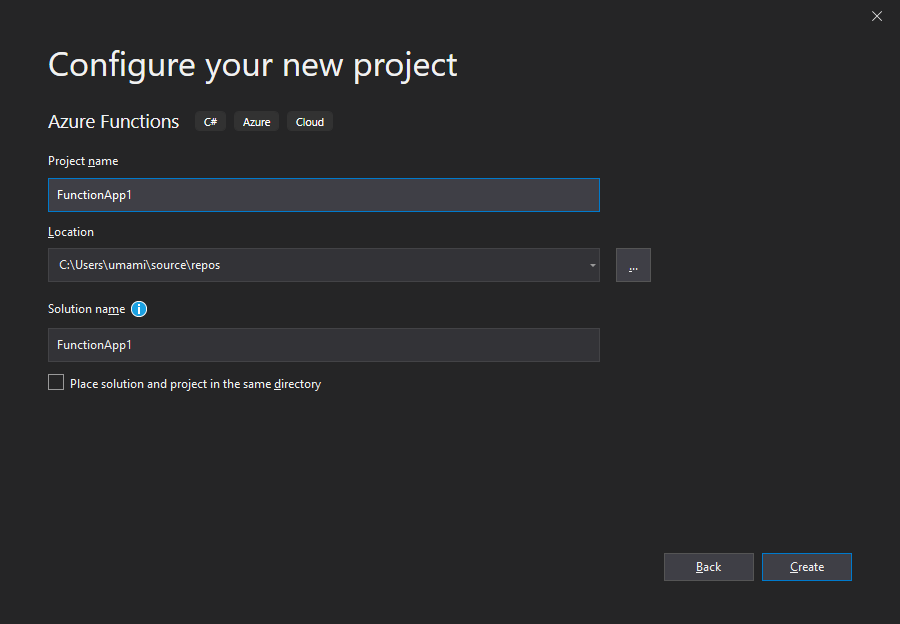 Configure your new project
Azure Functions C# Azure Cloud
Project name
FunctionApp1
Location
C:\Users\umami\source\repos
...
Solution name
FunctionApp1
Place solution and project in the same directory
Back Create